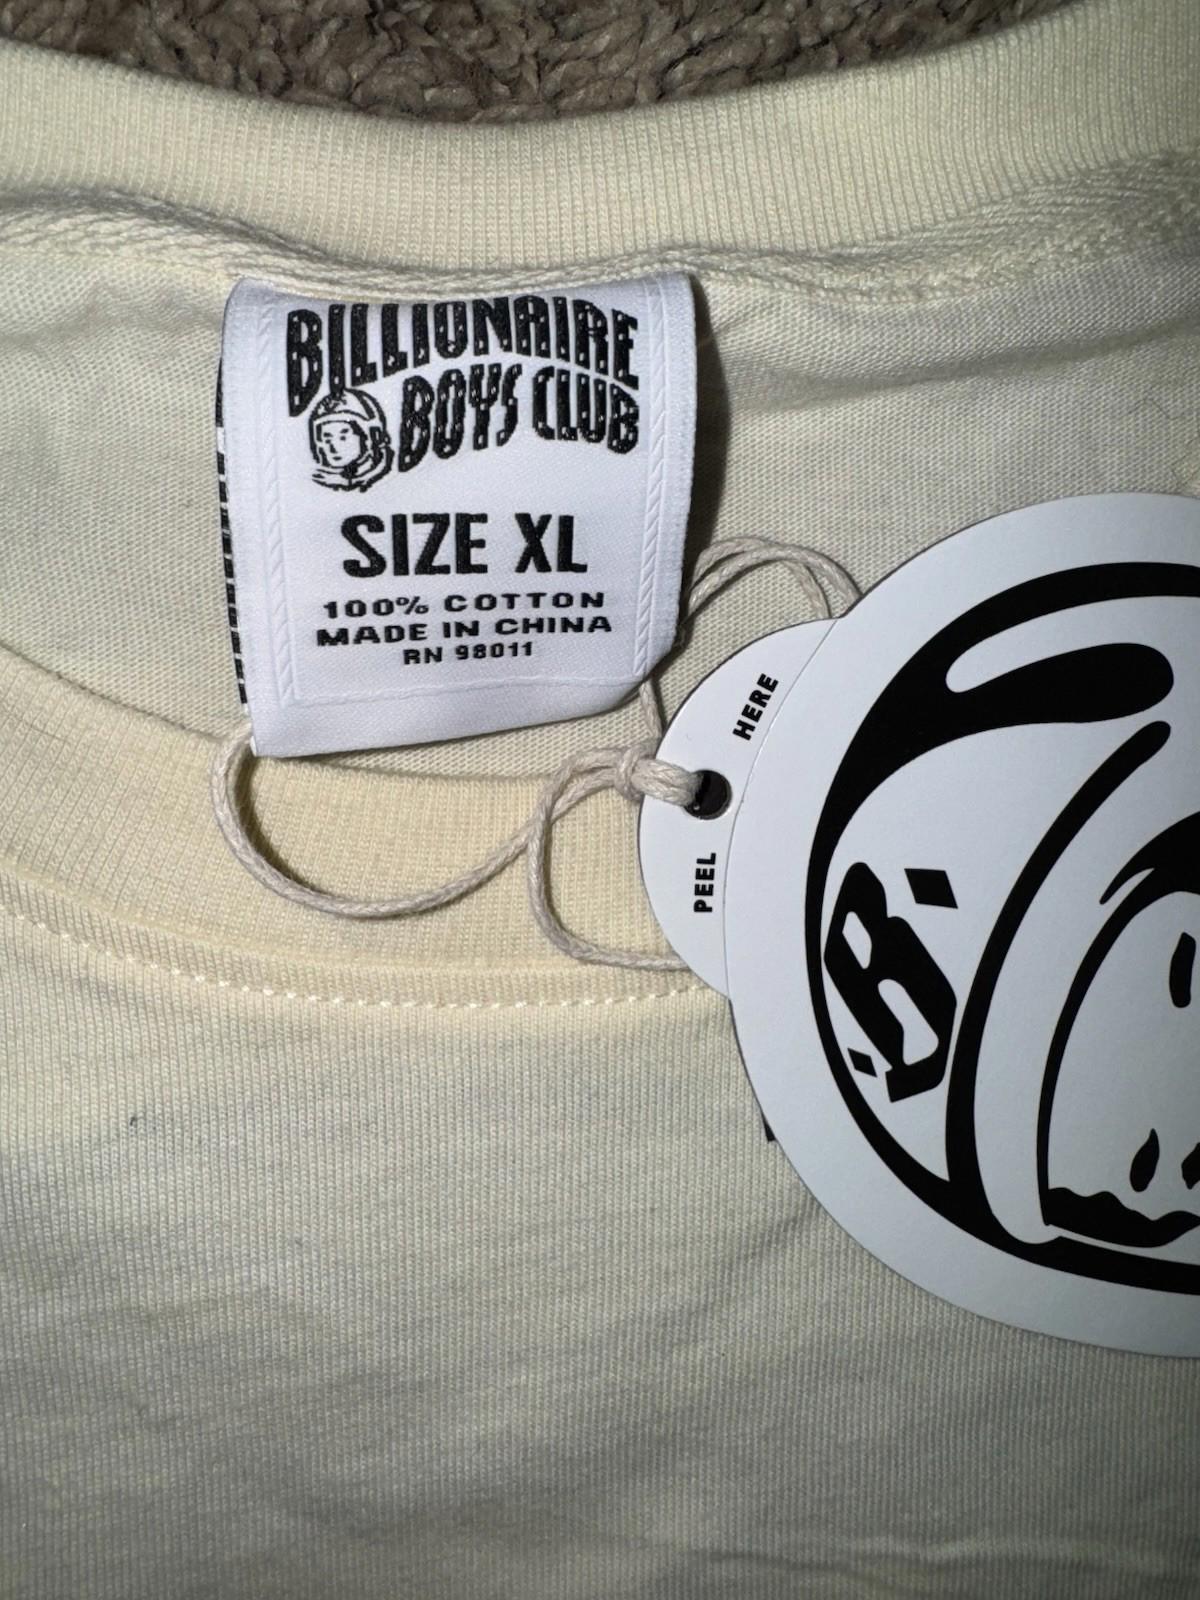 BILLIONAIRE
BOYS CLUB
SIZE XL
100% COTTON
MADE IN CHINA
RN 98011
PEEL HERE
B